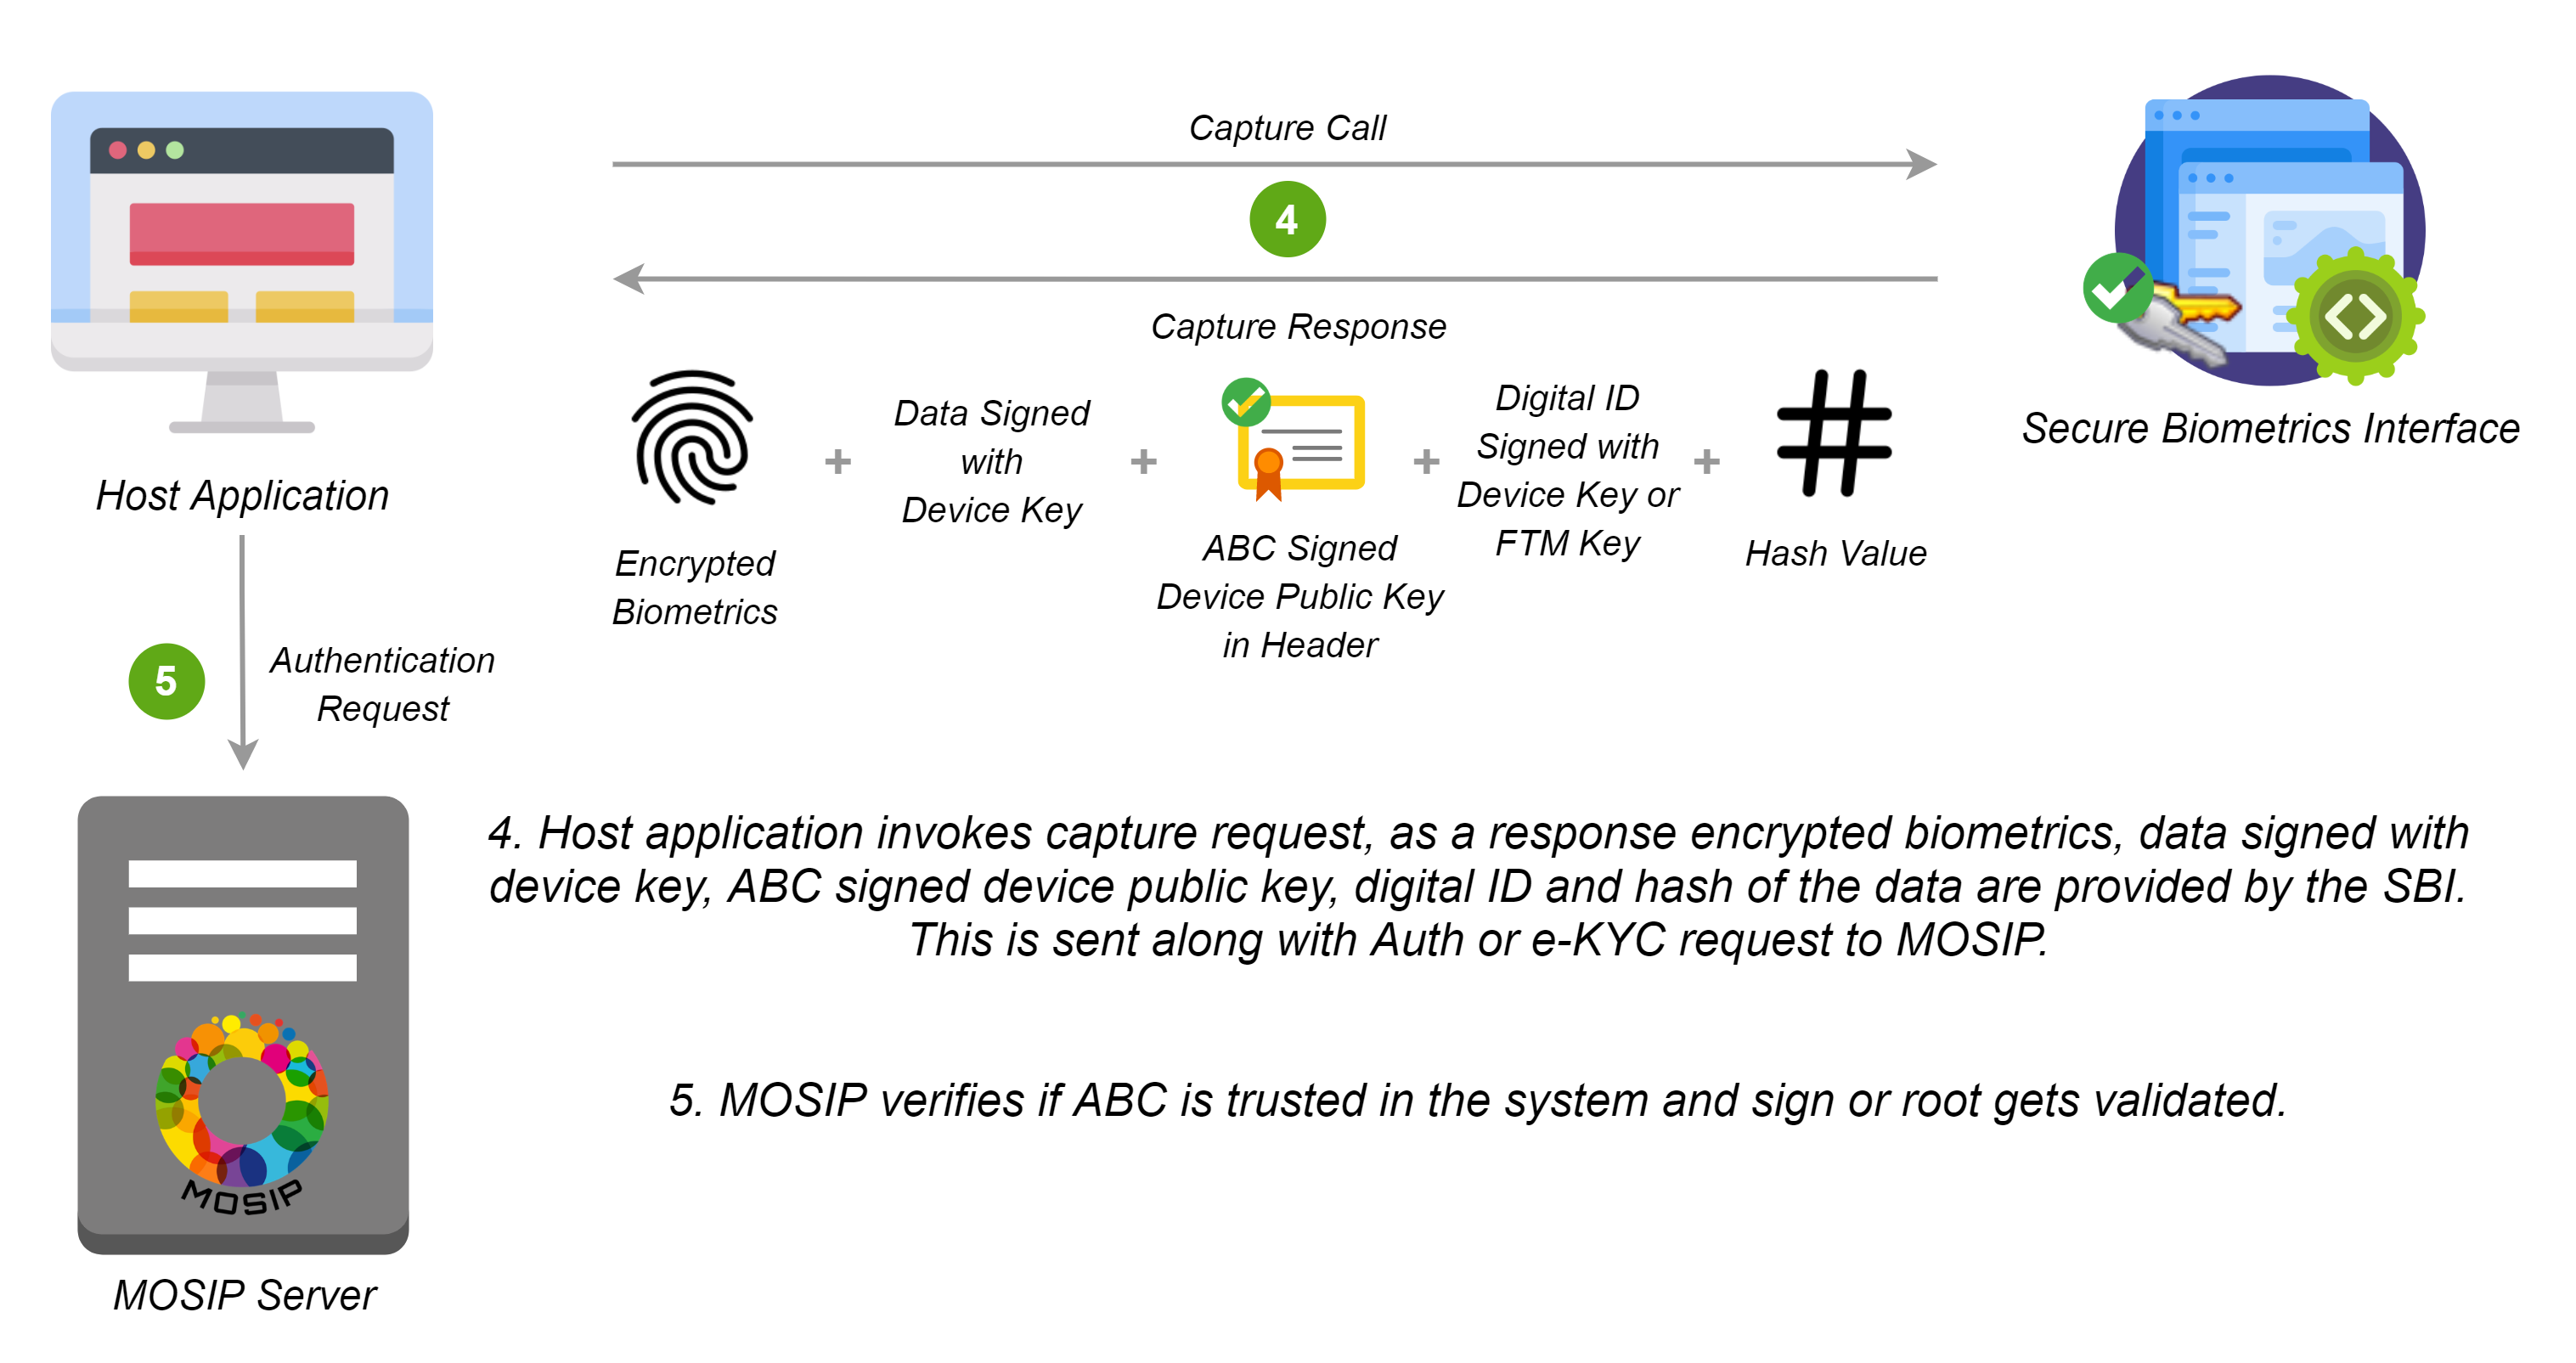 Capture Call
4
Capture Response
Host Application
Secure Biometrics Interface
Encrypted
Biometrics
+
Data Signed
with
Device Key
+
ABC Signed
Device Public Key
in Header
+
Digital ID
Signed with
Device Key or
FTM Key
+
#
Hash Value
5
Authentication
Request
4. Host application invokes capture request, as a response encrypted biometrics, data signed with
device key, ABC signed device public key, digital ID and hash of the data are provided by the SBI.
This is sent along with Auth or e-KYC request to MOSIP.
5. MOSIP verifies if ABC is trusted in the system and sign or root gets validated.
MOSIP
MOSIP Server